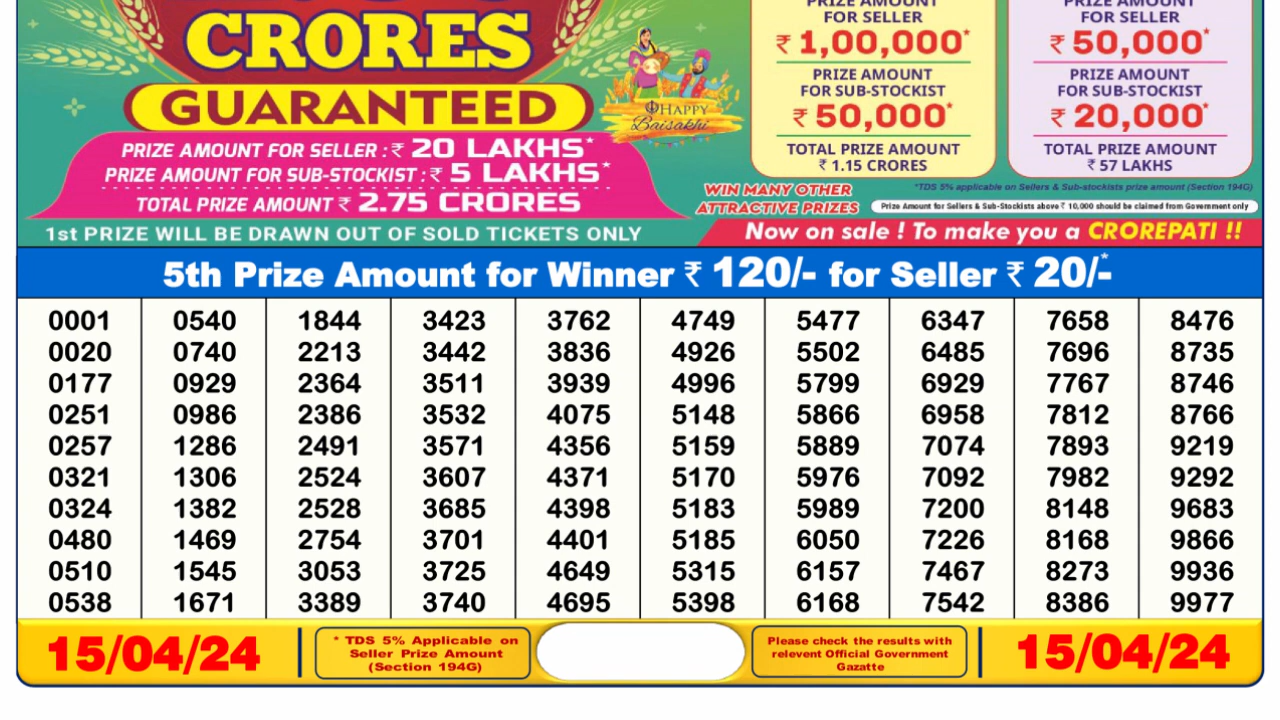 CRORES
GUARANTEED
PRIZE AMOUNT FOR SELLER : ₹ 20 LAKHS*
PRIZE AMOUNT FOR SUB-STOCKIST : ₹ 5 LAKHS*
TOTAL PRIZE AMOUNT ₹ 2.75 CRORES
1st PRIZE WILL BE DRAWN OUT OF SOLD TICKETS ONLY
HAPPY
Baisakhi
PRIZE AMOUNT
FOR SELLER
₹ 1,00,000*
PRIZE AMOUNT
FOR SUB-STOCKIST
₹ 50,000*
TOTAL PRIZE AMOUNT
₹ 1.15 CRORES
PRIZE AMOUNT
FOR SELLER
₹ 50,000*
PRIZE AMOUNT
FOR SUB-STOCKIST
₹ 20,000*
TOTAL PRIZE AMOUNT
₹ 57 LAKHS
WIN MANY OTHER
ATTRACTIVE PRIZES
*TDS 5% applicable on Sellers & Sub-stockists prize amount (Section 194G)
Prize Amount for Sellers & Sub-Stockists above ₹ 10,000 should be claimed from Government only
Now on sale ! To make you a CROREPATI !!
5th Prize Amount for Winner ₹ 120/- for Seller ₹ 20/-*
0001 0540 1844 3423 3762 4749 5477 6347 7658 8476
0020 0740 2213 3442 3836 4926 5502 6485 7696 8735
0177 0929 2364 3511 3939 4996 5799 6929 7767 8746
0251 0986 2386 3532 4075 5148 5866 6958 7812 8766
0257 1286 2491 3571 4356 5159 5889 7074 7893 9219
0321 1306 2524 3607 4371 5170 5976 7092 7982 9292
0324 1382 2528 3685 4398 5183 5989 7200 8148 9683
0480 1469 2754 3701 4401 5185 6050 7226 8168 9866
0510 1545 3053 3725 4649 5315 6157 7467 8273 9936
0538 1671 3389 3740 4695 5398 6168 7542 8386 9977
15/04/24
* TDS 5% Applicable on
Seller Prize Amount
(Section 194G)
Please check the results with
relevent Official Government
Gazatte
15/04/24